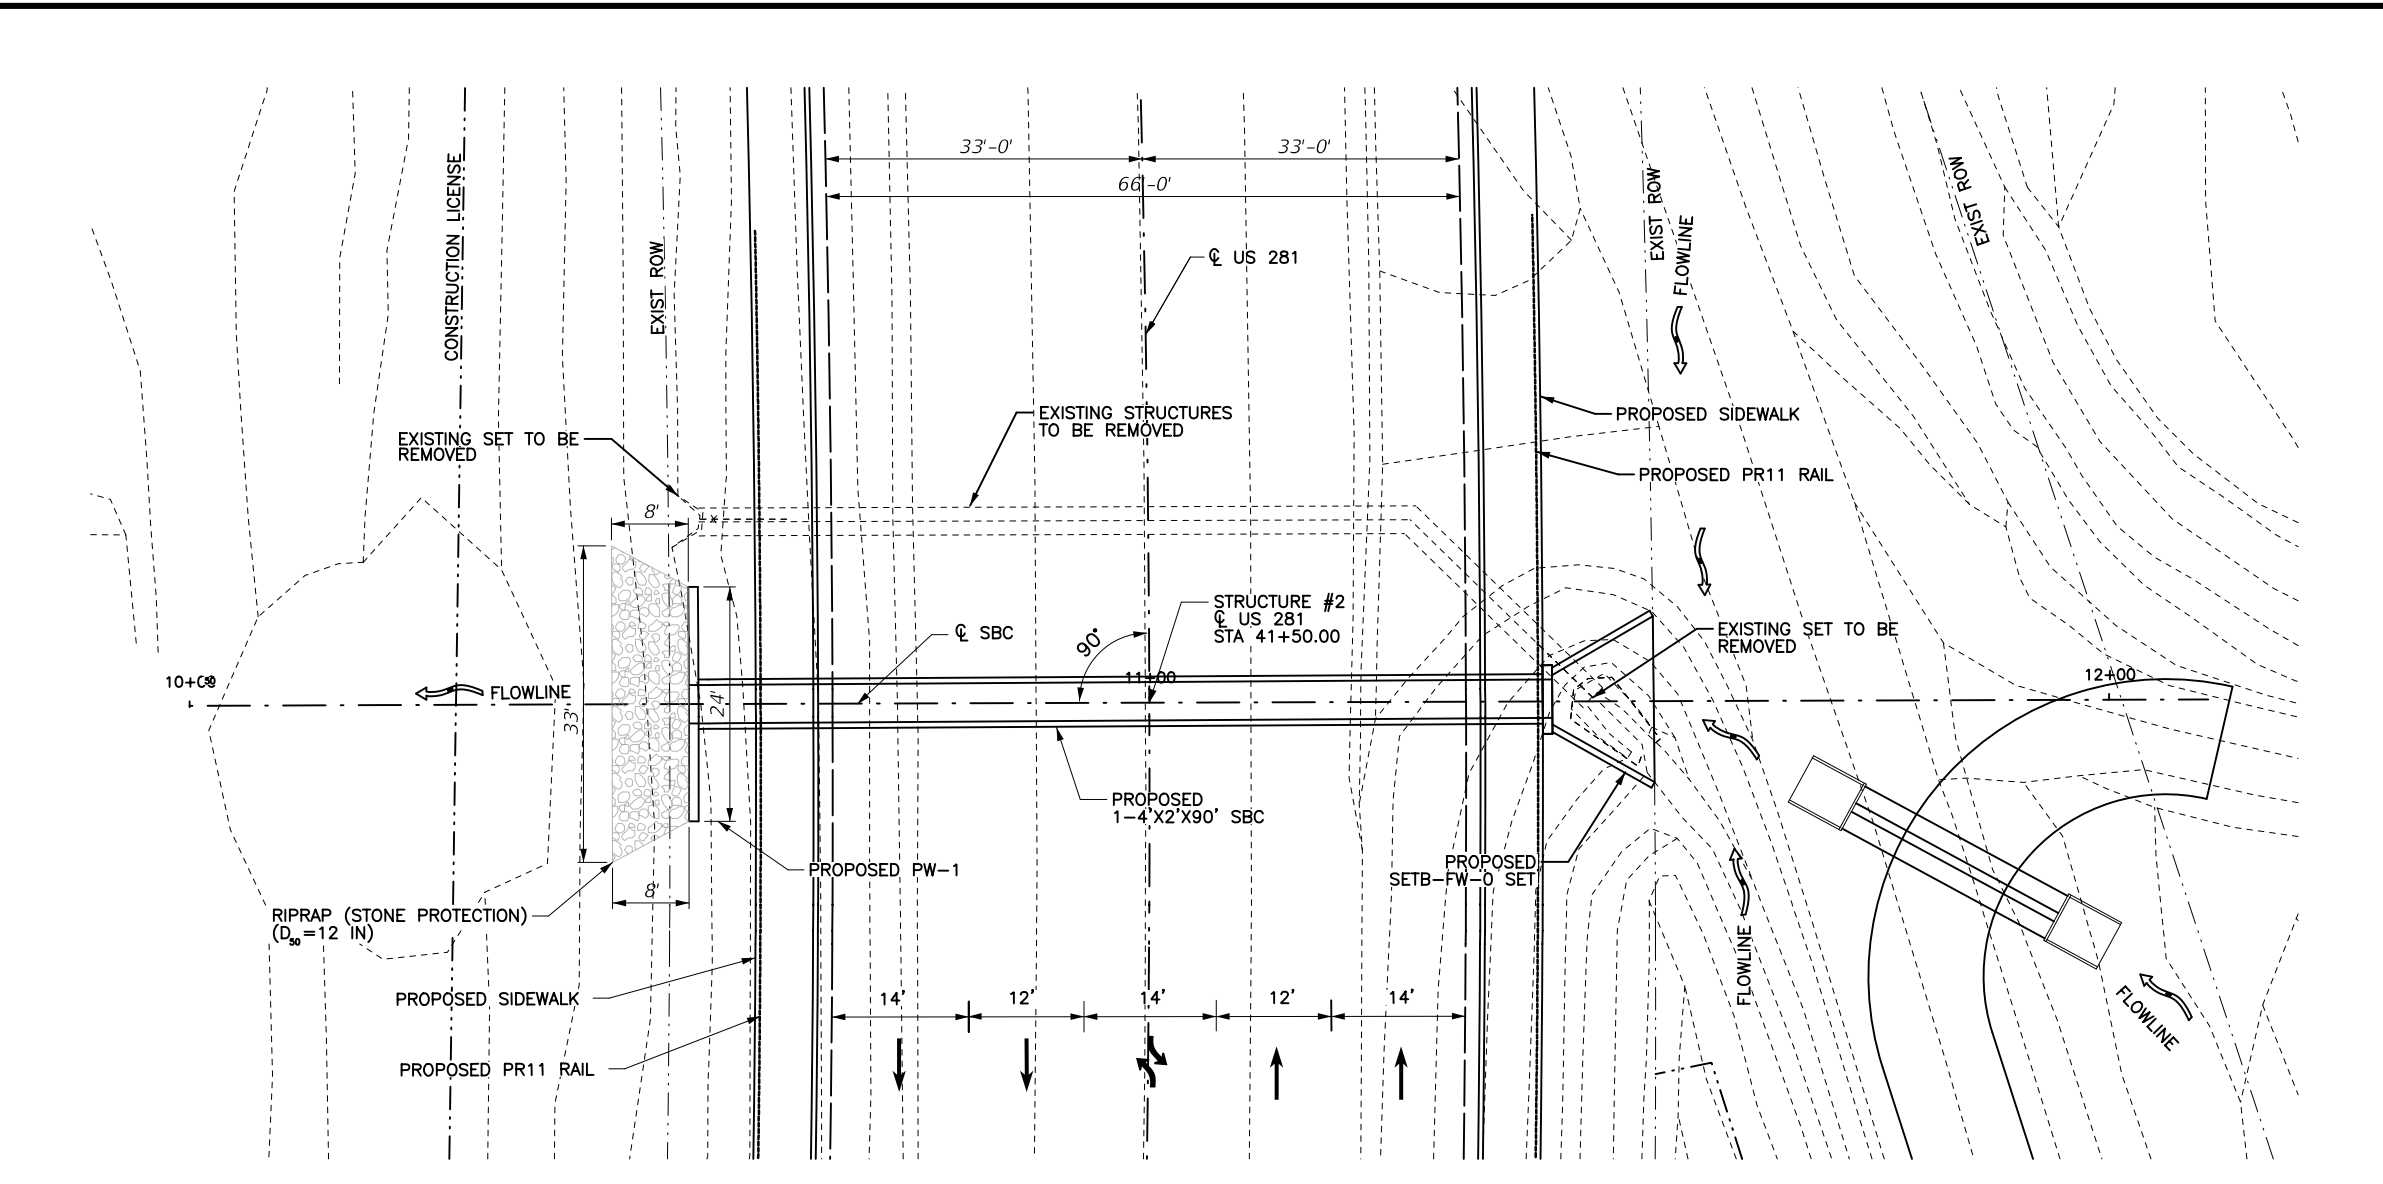 33'-0'
33'-0'
66'-0'
CONSTRUCTION LICENSE
EXIST ROW
EXIST ROW
FLOWLINE
EXIST ROW
℄ US 281
EXISTING STRUCTURES
TO BE REMOVED
PROPOSED SIDEWALK
EXISTING SET TO BE
REMOVED
PROPOSED PR11 RAIL
8'
STRUCTURE #2
℄ US 281
STA 41+50.00
90°
℄ SBC
EXISTING SET TO BE
REMOVED
11+00
12+00
FLOWLINE
33'
24'
PROPOSED
1-4'X2'X90' SBC
PROPOSED
SETB-FW-0 SET
PROPOSED PW-1
8'
RIPRAP (STONE PROTECTION)
(D50=12 IN)
FLOWLINE
PROPOSED SIDEWALK
14'
12'
14'
12'
14'
FLOWLINE
PROPOSED PR11 RAIL